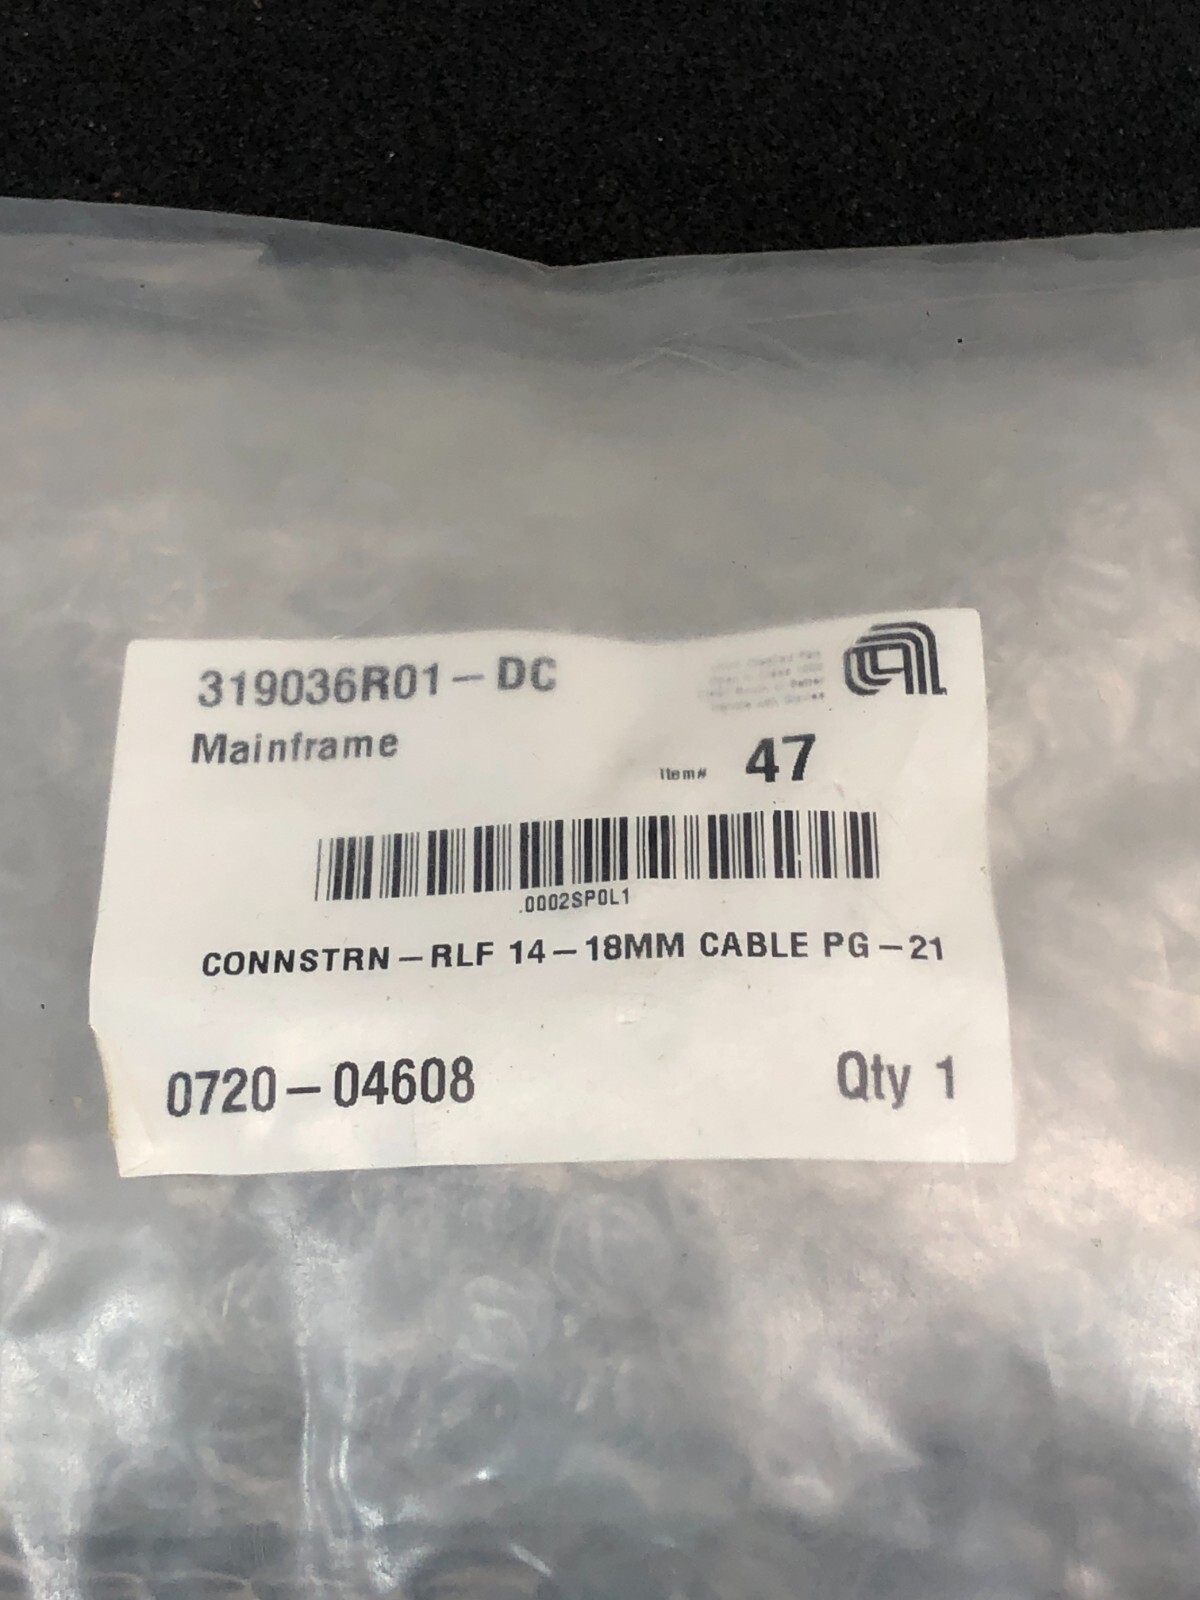 319036R01-DC
Mainframe
Item# 47
.0002SP0L1
CONNSTRN-RLF 14-18MM CABLE PG-21
0720-04608 Qty 1